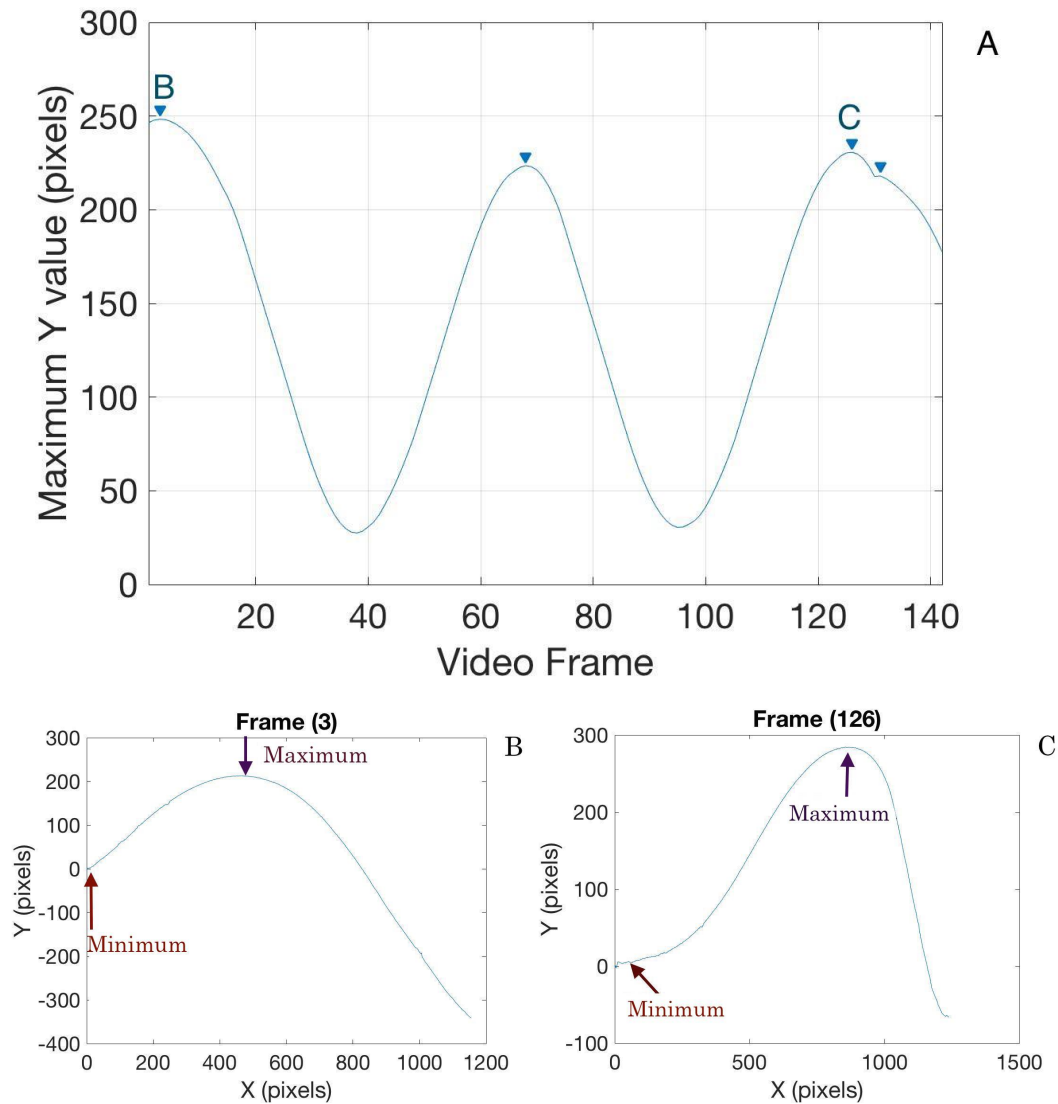 A
300
250
200
150
100
50
0
Maximum Y value (pixels)
B
C
20 40 60 80 100 120 140
Video Frame
Frame (3)
B
300
200
100
0
-100
-200
-300
-400
Y (pixels)
Maximum
Minimum
0 200 400 600 800 1000 1200
X (pixels)
Frame (126)
C
300
200
100
0
-100
Y (pixels)
Maximum
Minimum
0 500 1000 1500
X (pixels)